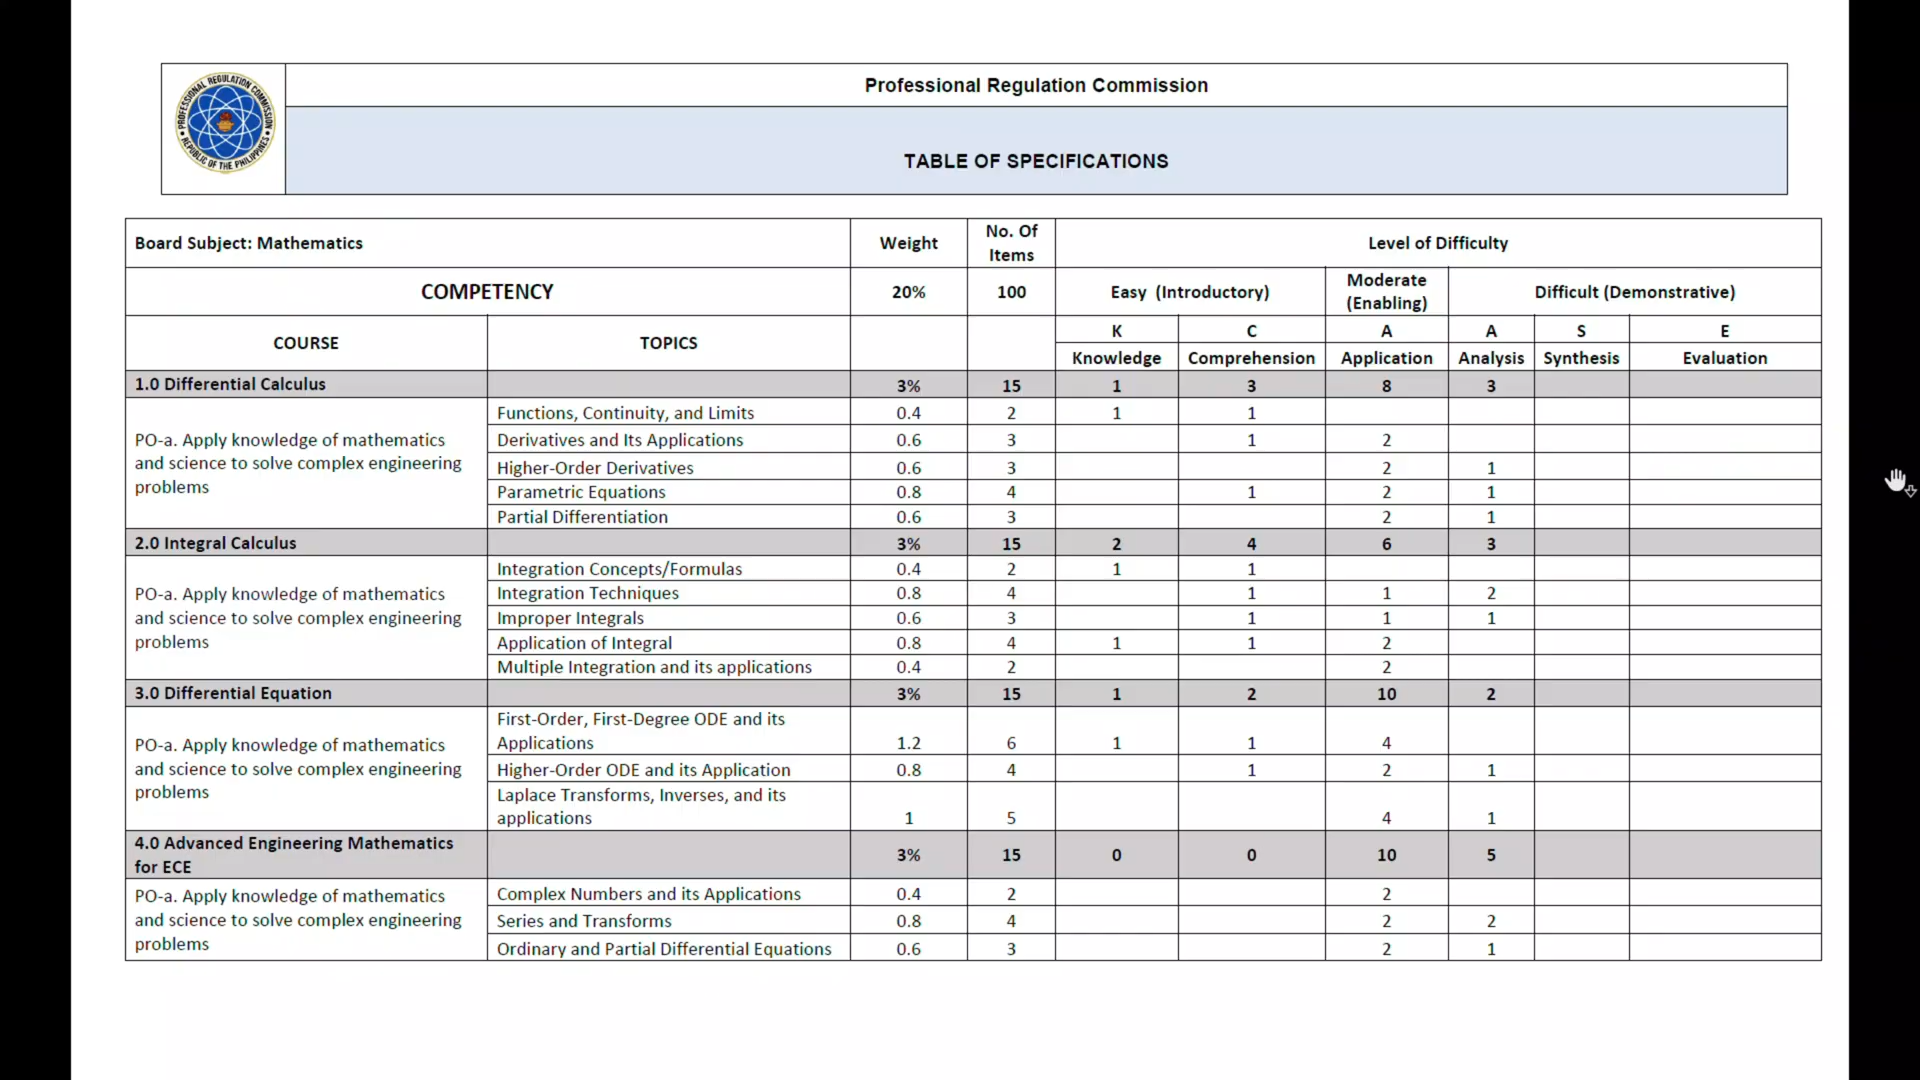 PROFESSIONAL REGULATION COMMISSION
REPUBLIC OF THE PHILIPPINES
Professional Regulation Commission
TABLE OF SPECIFICATIONS
Board Subject: Mathematics Weight No. Of Items Level of Difficulty
COMPETENCY 20% 100 Easy (Introductory) Moderate (Enabling) Difficult (Demonstrative)
COURSE TOPICS K C A A S E
Knowledge Comprehension Application Analysis Synthesis Evaluation
1.0 Differential Calculus 3% 15 1 3 8 3
PO-a. Apply knowledge of mathematics
and science to solve complex engineering
problems
Functions, Continuity, and Limits 0.4 2 1 1
Derivatives and Its Applications 0.6 3 1 2
Higher-Order Derivatives 0.6 3 2 1
Parametric Equations 0.8 4 1 2 1
Partial Differentiation 0.6 3 2 1
2.0 Integral Calculus 3% 15 2 4 6 3
PO-a. Apply knowledge of mathematics
and science to solve complex engineering
problems
Integration Concepts/Formulas 0.4 2 1 1
Integration Techniques 0.8 4 1 1 2
Improper Integrals 0.6 3 1 1 1
Application of Integral 0.8 4 1 1 2
Multiple Integration and its applications 0.4 2 2
3.0 Differential Equation 3% 15 1 2 10 2
PO-a. Apply knowledge of mathematics
and science to solve complex engineering
problems
First-Order, First-Degree ODE and its
Applications 1.2 6 1 1 4
Higher-Order ODE and its Application 0.8 4 1 2 1
Laplace Transforms, Inverses, and its
applications 1 5 4 1
4.0 Advanced Engineering Mathematics
for ECE 3% 15 0 0 10 5
PO-a. Apply knowledge of mathematics
and science to solve complex engineering
problems
Complex Numbers and its Applications 0.4 2 2
Series and Transforms 0.8 4 2 2
Ordinary and Partial Differential Equations 0.6 3 2 1